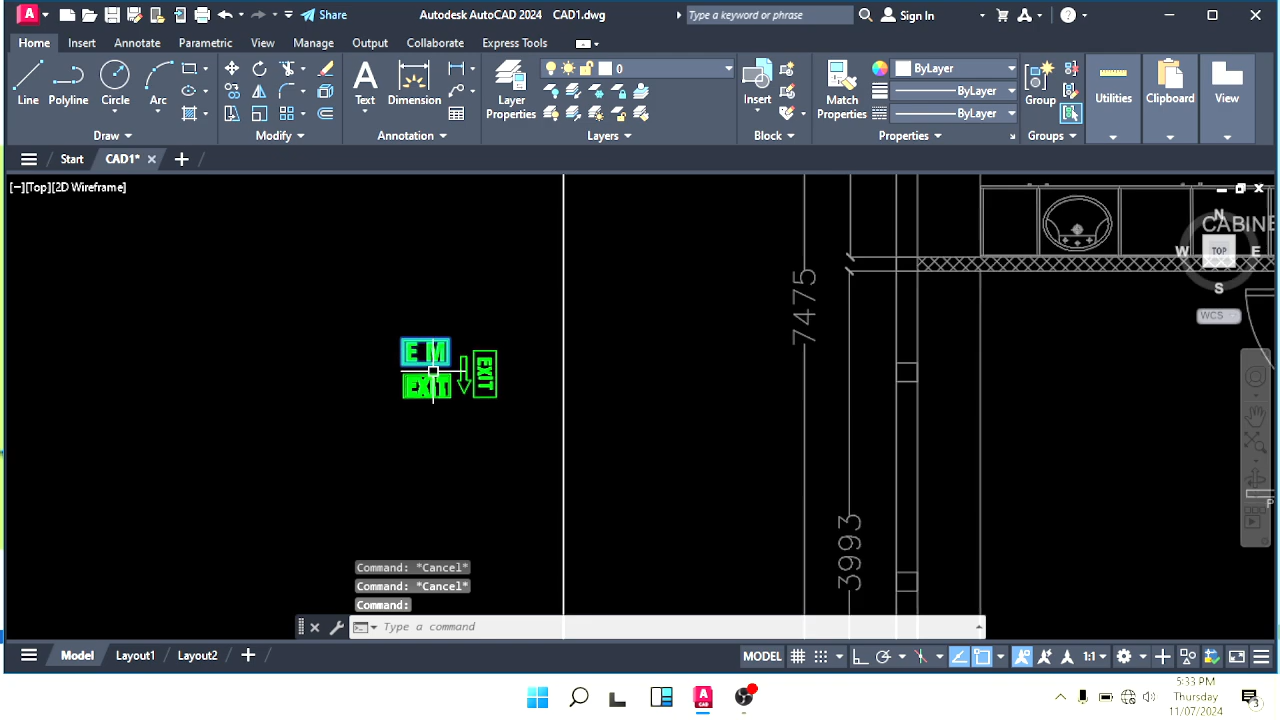 CAD Share Autodesk AutoCAD 2024 CAD1.dwg Type a keyword or phrase Sign In
Home Insert Annotate Parametric View Manage Output Collaborate Express Tools
0 ByLayer
Line Polyline Circle Arc Text Dimension Layer Properties Insert Match Properties ByLayer Group Utilities Clipboard View
ByLayer
Draw Modify Annotation Layers Block Properties Groups
Start CAD1*
[−][Top][2D Wireframe]
N
CABINE
W TOP E
S
WCS
7475
E M
EXIT
EXIT
3993
P
Command: *Cancel*
Command: *Cancel*
Command:
Type a command
Model Layout1 Layout2 MODEL 1:1
5:33 PM
Thursday
11/07/2024
3